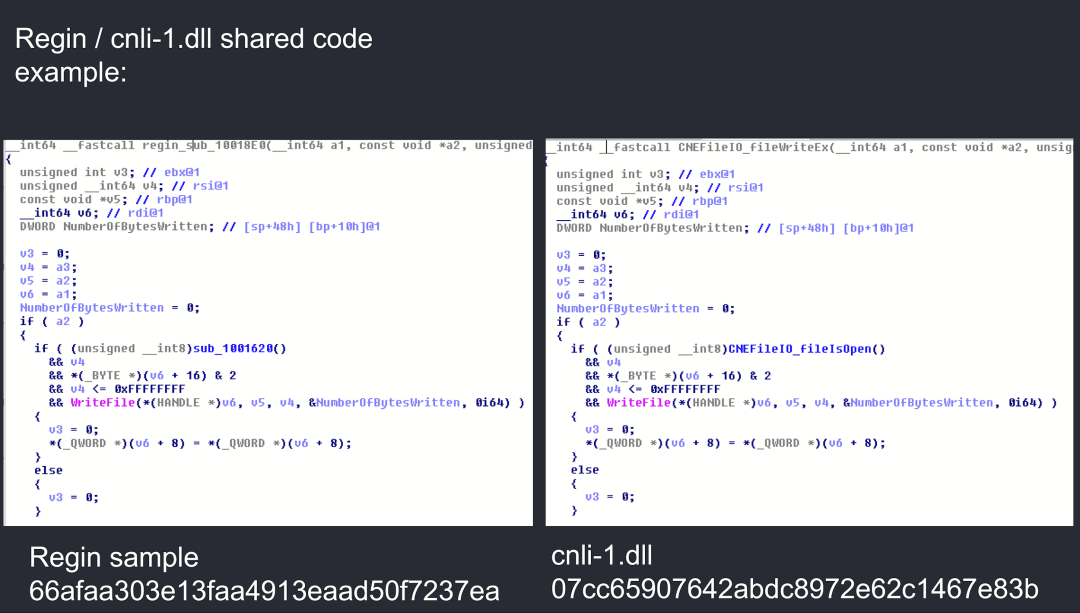 Regin / cnli-1.dll shared code
example:
__int64 __fastcall regin_sub_10018E0(__int64 a1, const void *a2, unsigned
{
unsigned int v3; // ebx@1
unsigned __int64 v4; // rsi@1
const void *v5; // rbp@1
__int64 v6; // rdi@1
DWORD NumberOfBytesWritten; // [sp+48h] [bp+10h]@1
v3 = 0;
v4 = a3;
v5 = a2;
v6 = a1;
NumberOfBytesWritten = 0;
if ( a2 )
{
if ( (unsigned __int8)sub_1001620()
&& v4
&& *(_BYTE *)(v6 + 16) & 2
&& v4 <= 0xFFFFFFFF
&& WriteFile(*(HANDLE *)v6, v5, v4, &NumberOfBytesWritten, 0i64) )
{
v3 = 0;
*(_QWORD *)(v6 + 8) = *(_QWORD *)(v6 + 8);
}
else
{
v3 = 0;
}
Regin sample
66afaa303e13faa4913eaad50f7237ea
__int64 __fastcall CNEFileIO_fileWriteEx(__int64 a1, const void *a2, unsig
{
unsigned int v3; // ebx@1
unsigned __int64 v4; // rsi@1
const void *v5; // rbp@1
__int64 v6; // rdi@1
DWORD NumberOfBytesWritten; // [sp+48h] [bp+10h]@1
v3 = 0;
v4 = a3;
v5 = a2;
v6 = a1;
NumberOfBytesWritten = 0;
if ( a2 )
{
if ( (unsigned __int8)CNEFileIO_fileIsOpen()
&& v4
&& *(_BYTE *)(v6 + 16) & 2
&& v4 <= 0xFFFFFFFF
&& WriteFile(*(HANDLE *)v6, v5, v4, &NumberOfBytesWritten, 0i64) )
{
v3 = 0;
*(_QWORD *)(v6 + 8) = *(_QWORD *)(v6 + 8);
}
else
{
v3 = 0;
}
cnli-1.dll
07cc65907642abdc8972e62c1467e83b